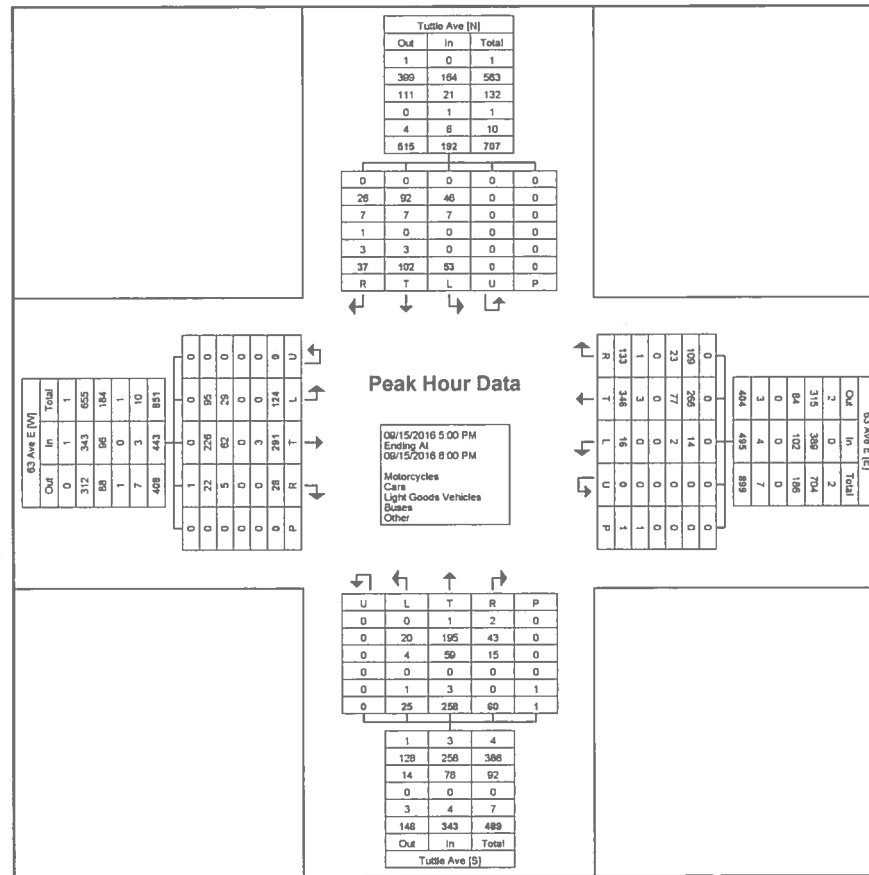 Tuttle Ave [N]
Out In Total
1 0 1
399 164 563
111 21 132
0 1 1
4 6 10
515 192 707
0 0 0 0 0
26 92 46 0 0
7 7 7 0 0
1 0 0 0 0
3 3 0 0 0
37 102 53 0 0
R T L U P
63 Ave E [W]
Out In Total
0 1 1
312 343 655
88 96 184
1 0 1
7 3 10
408 443 851
0 1 0 0 0
0 22 226 95 0
0 5 62 29 0
0 0 0 0 0
0 0 3 0 0
0 28 291 124 0
P R T L U
Peak Hour Data
09/15/2016 5:00 PM
Ending At
09/15/2016 6:00 PM
Motorcycles
Cars
Light Goods Vehicles
Buses
Other
63 Ave E [E]
Out In Total
2 0 2
315 389 704
84 102 186
0 0 0
3 4 7
404 495 899
0 0 0 0 0
109 266 14 0 0
23 77 2 0 0
0 0 0 0 0
1 3 0 0 1
133 346 16 0 1
R T L U P
U L T R P
0 0 1 2 0
0 20 195 43 0
0 4 59 15 0
0 0 0 0 0
0 1 3 0 1
0 25 258 60 1
1 3 4
128 258 386
14 78 92
0 0 0
3 4 7
146 343 489
Out In Total
Tuttle Ave [S]